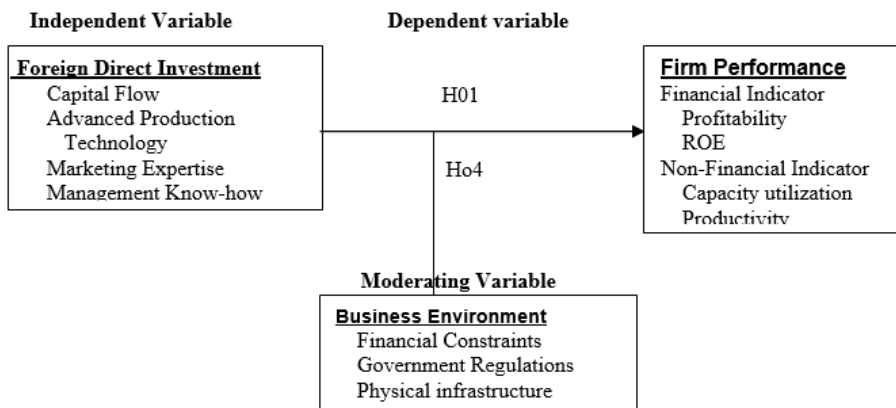 Independent Variable
Dependent variable
Foreign Direct Investment
Capital Flow
Advanced Production
Technology
Marketing Expertise
Management Know-how
H01
Ho4
Firm Performance
Financial Indicator
Profitability
ROE
Non-Financial Indicator
Capacity utilization
Productivity
Moderating Variable
Business Environment
Financial Constraints
Government Regulations
Physical infrastructure